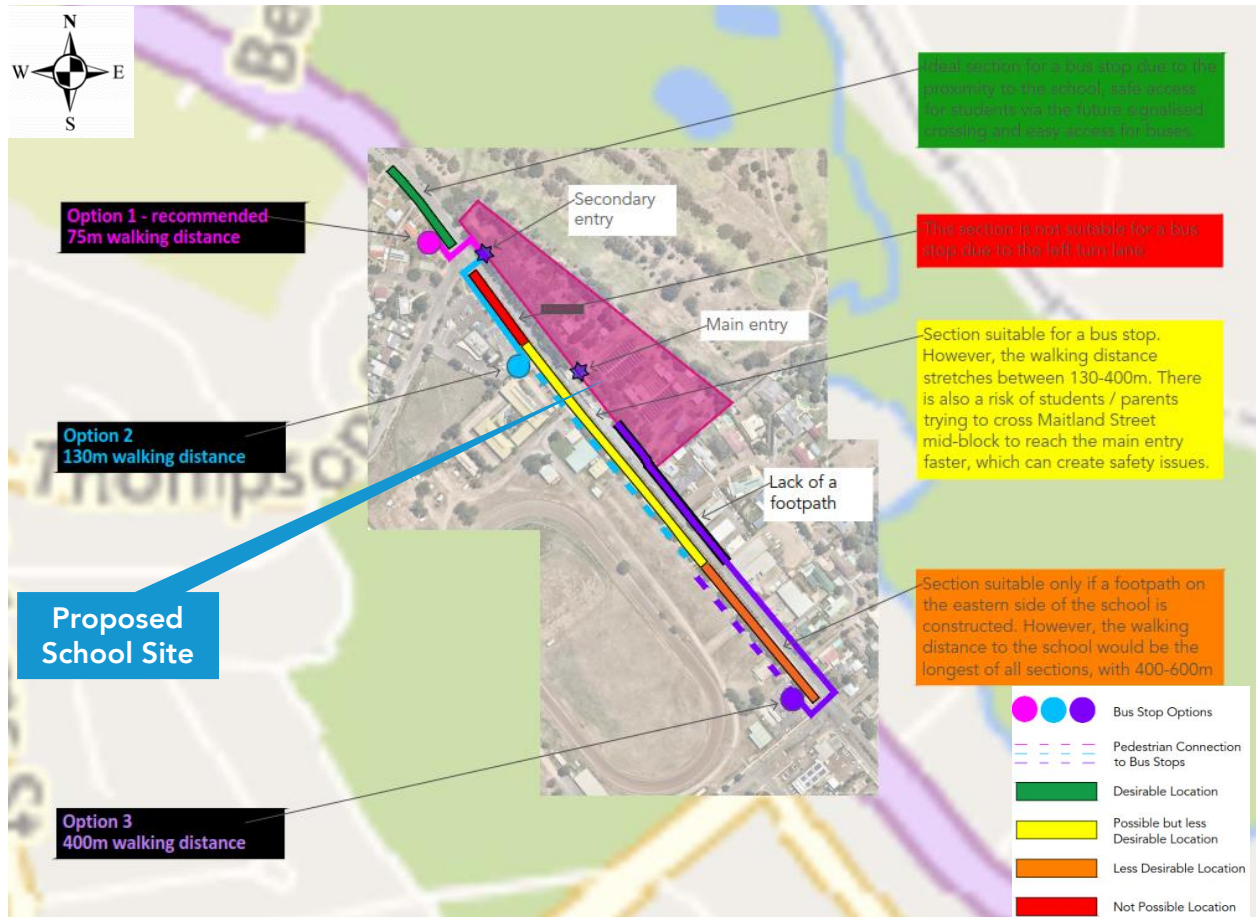 N
W E
S
Be
Ideal section for a bus stop due to the
proximity to the school, safe access
for students via the future signalised
crossing and easy access for buses.
Option 1 - recommended
75m walking distance
Secondary
entry
This section is not suitable for a bus
stop due to the left turn lane
Main entry
Section suitable for a bus stop.
However, the walking distance
stretches between 130-400m. There
is also a risk of students / parents
trying to cross Maitland Street
mid-block to reach the main entry
faster, which can create safety issues.
Option 2
130m walking distance
Thompson
Lack of a
footpath
Proposed
School Site
Section suitable only if a footpath on
the eastern side of the school is
constructed. However, the walking
distance to the school would be the
longest of all sections, with 400-600m
Option 3
400m walking distance
Bus Stop Options
Pedestrian Connection
to Bus Stops
Desirable Location
Possible but less
Desirable Location
Less Desirable Location
Not Possible Location